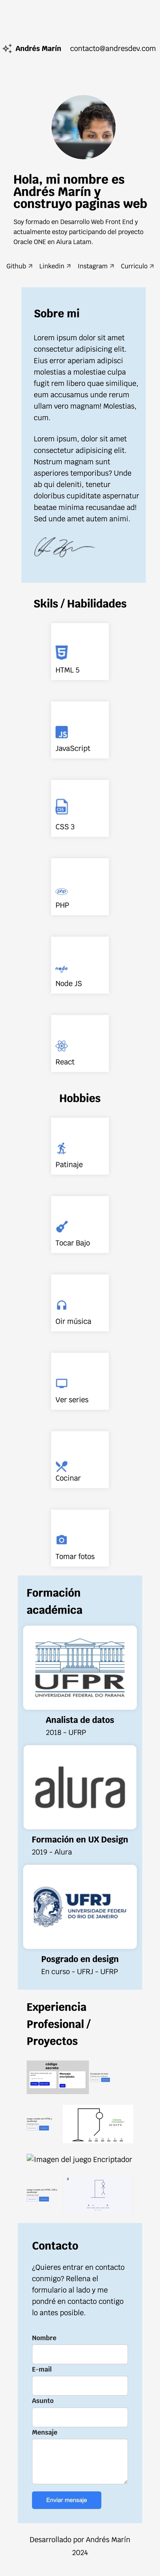 Andrés Marín contacto@andresdev.com
Hola, mi nombre es
Andrés Marín y
construyo paginas web
Soy formado en Desarrollo Web Front End y
actualmente estoy participando del proyecto
Oracle ONE en Alura Latam.
Github Linkedin Instagram Curriculo
Sobre mi
Lorem ipsum dolor sit amet
consectetur adipisicing elit.
Eius error aperiam adipisci
molestias a molestiae culpa
fugit rem libero quae similique,
rem accusamus unde rerum
ullam vero magnam! Molestias,
cum.
Lorem ipsum, dolor sit amet
consectetur adipisicing elit.
Nostrum magnam sunt
asperiores temporibus? Unde
ab qui deleniti, tenetur
doloribus cupiditate aspernatur
beatae minima recusandae ad!
Sed unde amet autem animi.
Skils / Habilidades
HTML 5
JS
JavaScript
CSS
CSS 3
php
PHP
Node JS
React
Hobbies
Patinaje
Tocar Bajo
Oir música
Ver series
Cocinar
Tomar fotos
Formación
académica
UFPR
UNIVERSIDADE FEDERAL DO PARANÁ
Analista de datos
2018 - UFRP
alura
Formación en UX Design
2019 - Alura
UFRJ
UNIVERSIDADE FEDERAL
DO RIO DE JANEIRO
Posgrado en design
En curso - UFRJ - UFRP
Experiencia
Profesional /
Proyectos
código
secreto
Imagen del juego Encriptador
Contacto
¿Quieres entrar en contacto
conmigo? Rellena el
formulario al lado y me
pondré en contacto contigo
lo antes posible.
Nombre
E-mail
Asunto
Mensaje
Enviar mensaje
Desarrollado por Andrés Marín
2024